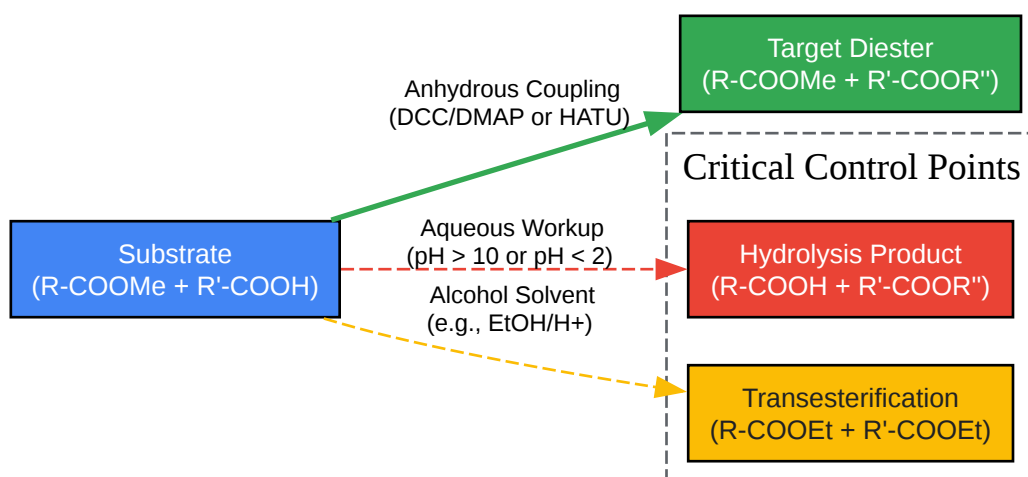 Target Diester
(R-COOMe + R'-COOR'')
Anhydrous Coupling
(DCC/DMAP or HATU)
Critical Control Points
Substrate
(R-COOMe + R'-COOH)
Aqueous Workup
(pH > 10 or pH < 2)
Hydrolysis Product
(R-COOH + R'-COOR'')
Alcohol Solvent
(e.g., EtOH/H+)
Transesterification
(R-COOEt + R'-COOEt)